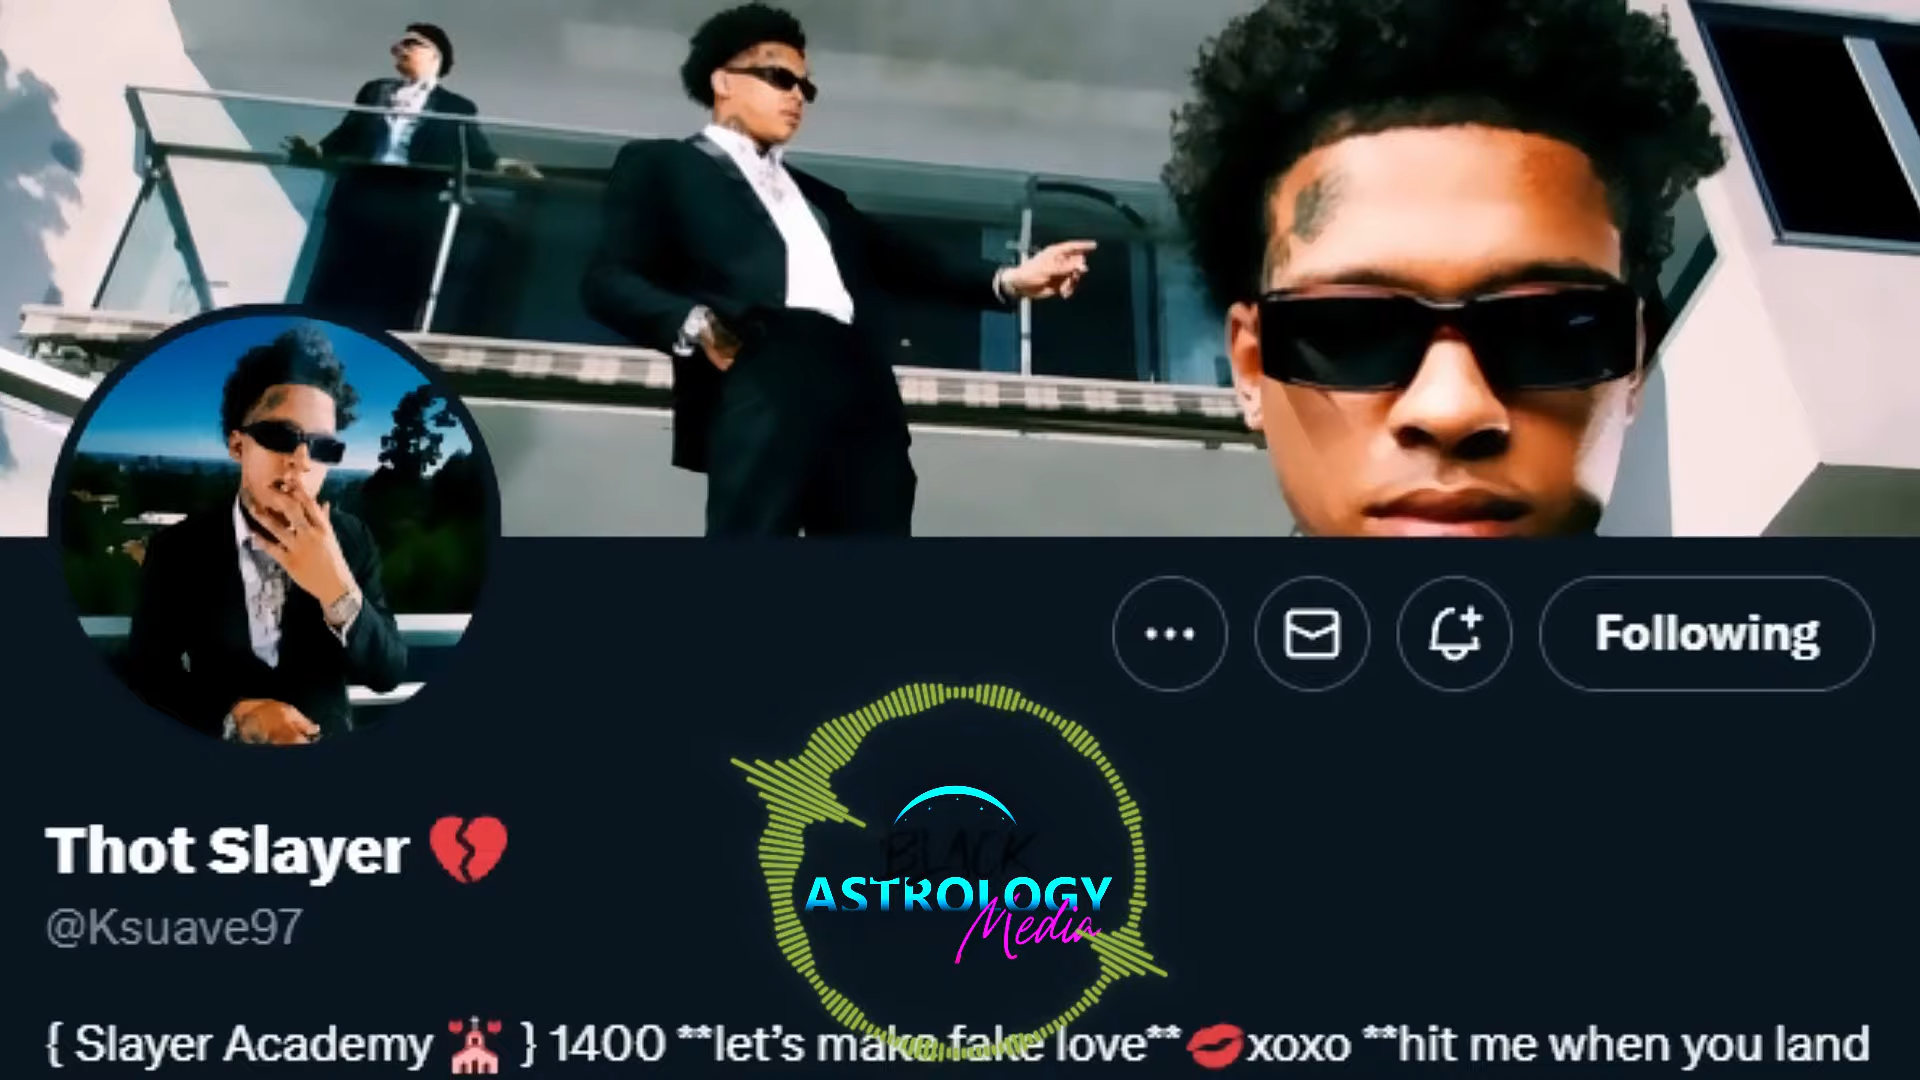 Following
Thot Slayer 💔
@Ksuave97
BLACK
ASTROLOGY
Media
{ Slayer Academy 💒 } 1400 **let's make fake love**💋xoxo **hit me when you land